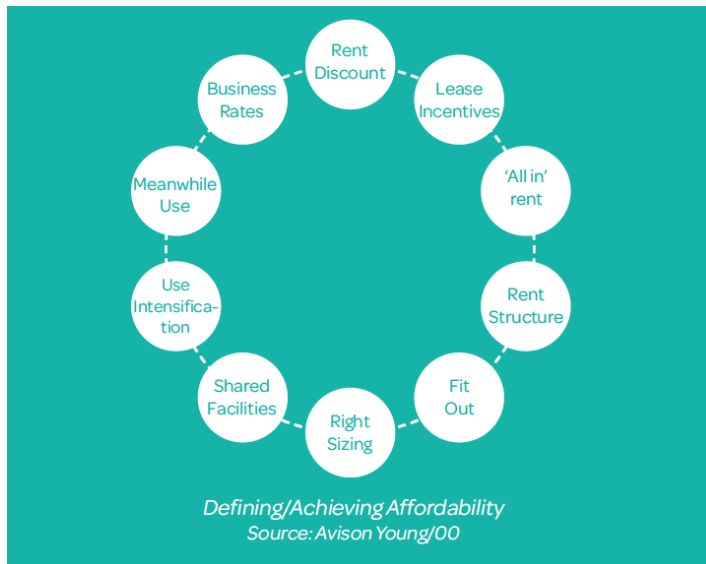 Rent
Discount
Lease
Incentives
‘All in’
rent
Rent
Structure
Fit
Out
Right
Sizing
Shared
Facilities
Use
Intensifica-
tion
Meanwhile
Use
Business
Rates
Defining/Achieving Affordability
Source: Avison Young/00